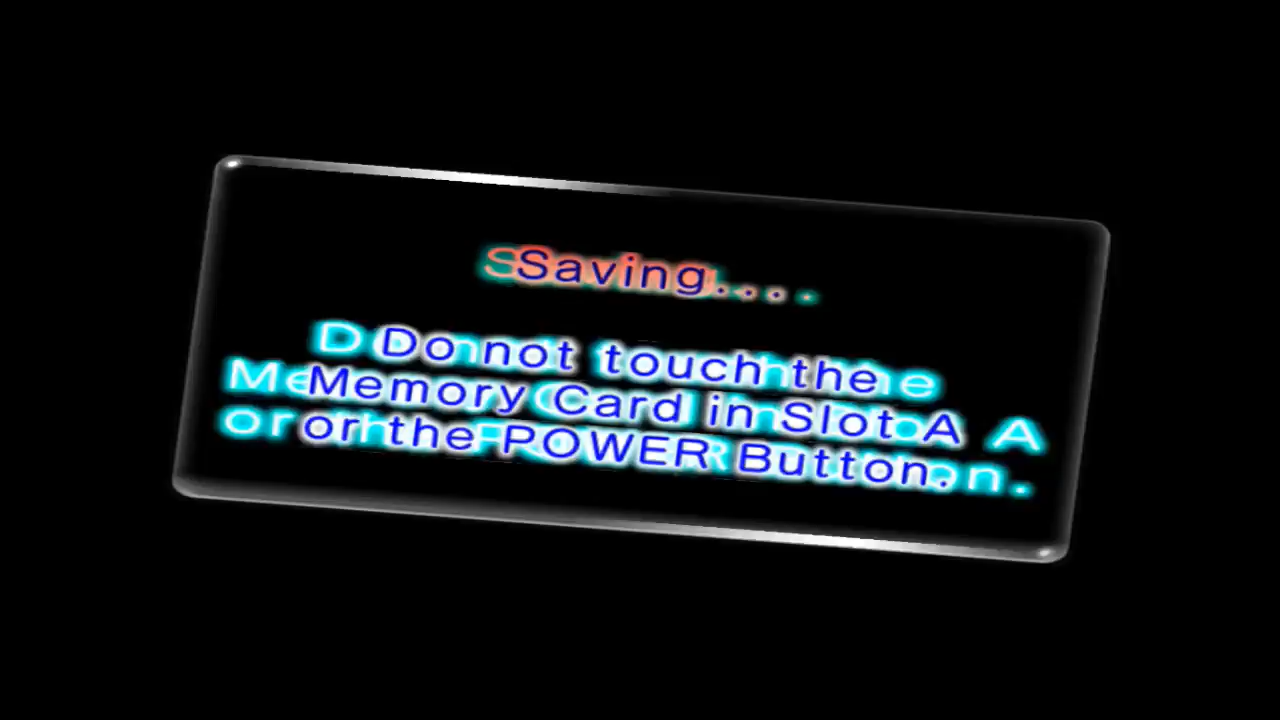 Saving....
Do not touch the
Memory Card in Slot A
or the POWER Button.